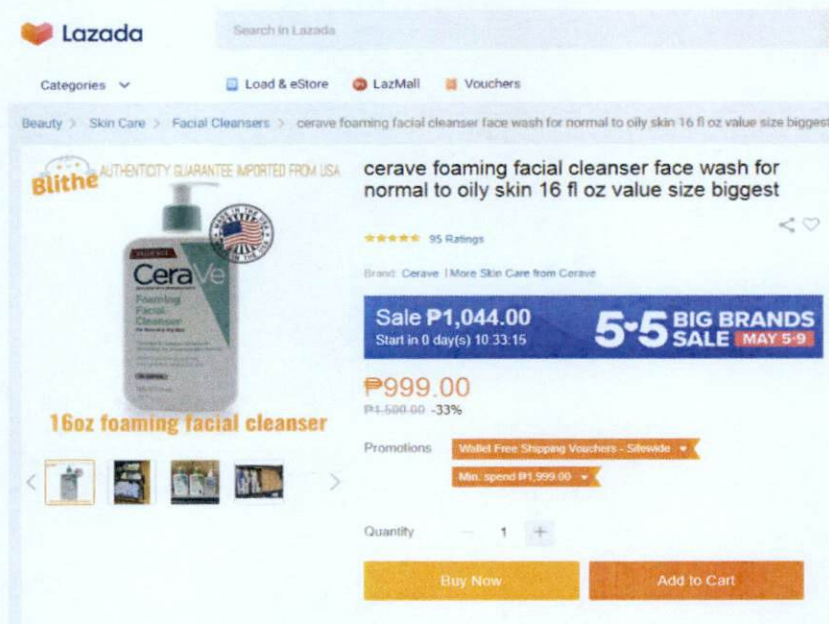 Lazada
Search in Lazada
Categories
Load & eStore
LazMall
Vouchers
Beauty > Skin Care > Facial Cleansers > cerave foaming facial cleanser face wash for normal to oily skin 16 fl oz value size biggest
Blithe
AUTHENTICITY GUARANTEE IMPORTED FROM USA
MADE IN THE USA
CeraVe
Foaming
Facial
Cleanser
16oz foaming facial cleanser
cerave foaming facial cleanser face wash for
normal to oily skin 16 fl oz value size biggest
95 Ratings
Brand: Cerave | More Skin Care from Cerave
Sale ₱1,044.00
Start in 0 day(s) 10:33:15
5•5 BIG BRANDS
SALE MAY 5-9
₱999.00
₱1,500.00 -33%
Promotions
Wallet Free Shipping Vouchers - Sitewide
Min. spend ₱1,999.00
Quantity
1
Buy Now
Add to Cart